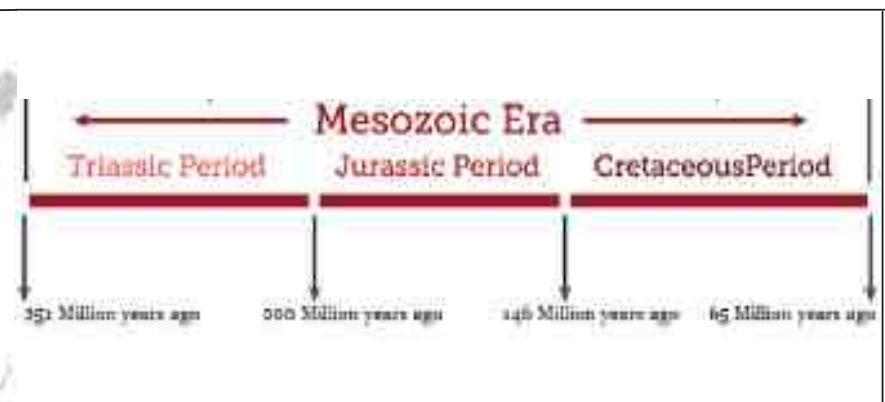 Mesozoic Era
Triassic Period Jurassic Period CretaceousPeriod
251 Million years ago 200 Million years ago 146 Million years ago 65 Million years ago